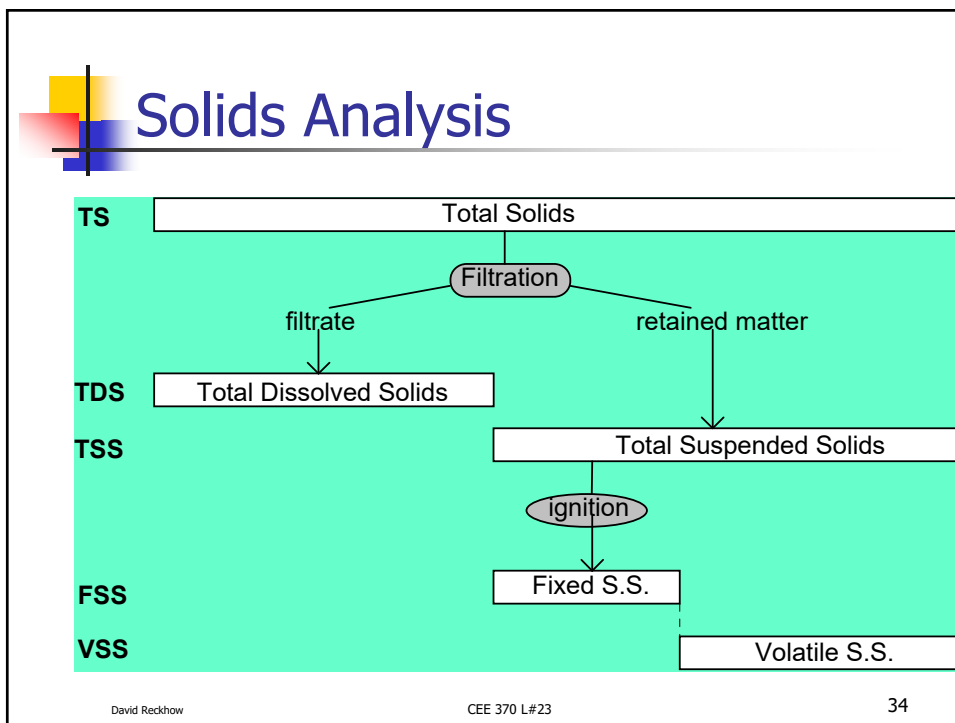 Solids Analysis
TS
Total Solids
Filtration
filtrate
retained matter
TDS
Total Dissolved Solids
TSS
Total Suspended Solids
ignition
FSS
Fixed S.S.
VSS
Volatile S.S.
David Reckhow
CEE 370 L#23
34